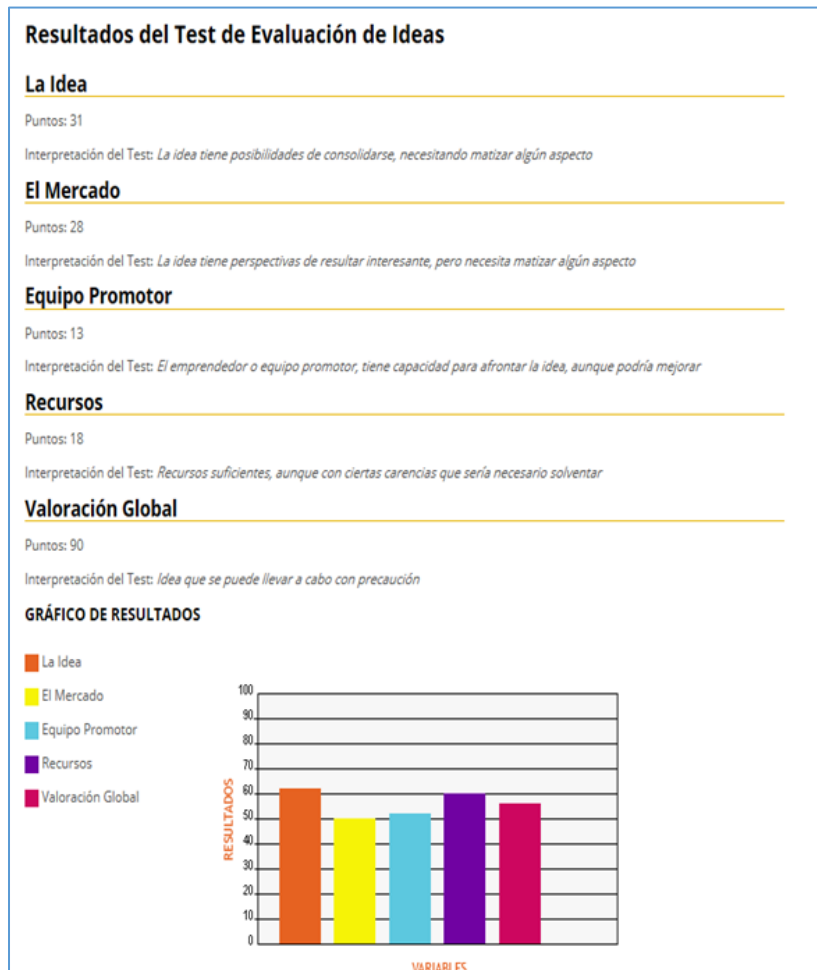 Resultados del Test de Evaluación de Ideas
La Idea
Puntos: 31
Interpretación del Test: La idea tiene posibilidades de consolidarse, necesitando matizar algún aspecto
El Mercado
Puntos: 28
Interpretación del Test: La idea tiene perspectivas de resultar interesante, pero necesita matizar algún aspecto
Equipo Promotor
Puntos: 13
Interpretación del Test: El emprendedor o equipo promotor, tiene capacidad para afrontar la idea, aunque podría mejorar
Recursos
Puntos: 18
Interpretación del Test: Recursos suficientes, aunque con ciertas carencias que sería necesario solventar
Valoración Global
Puntos: 90
Interpretación del Test: Idea que se puede llevar a cabo con precaución
GRÁFICO DE RESULTADOS
La Idea
El Mercado
Equipo Promotor
Recursos
Valoración Global
100
90
80
70
60
50
40
30
20
10
0
RESULTADOS
VARIABLES